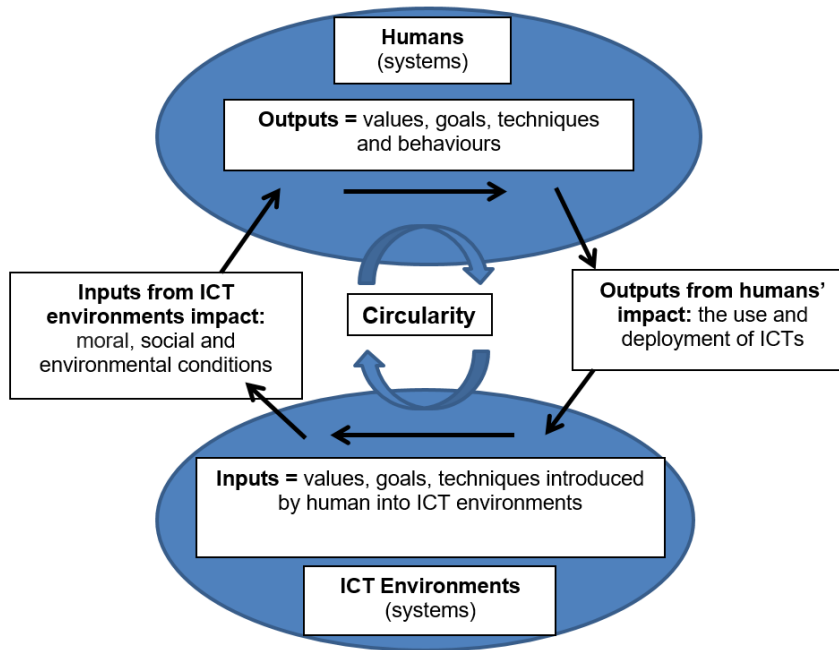 Humans
(systems)
Outputs = values, goals, techniques
and behaviours
Inputs from ICT
environments impact:
moral, social and
environmental conditions
Circularity
Outputs from humans’
impact: the use and
deployment of ICTs
Inputs = values, goals, techniques introduced
by human into ICT environments
ICT Environments
(systems)